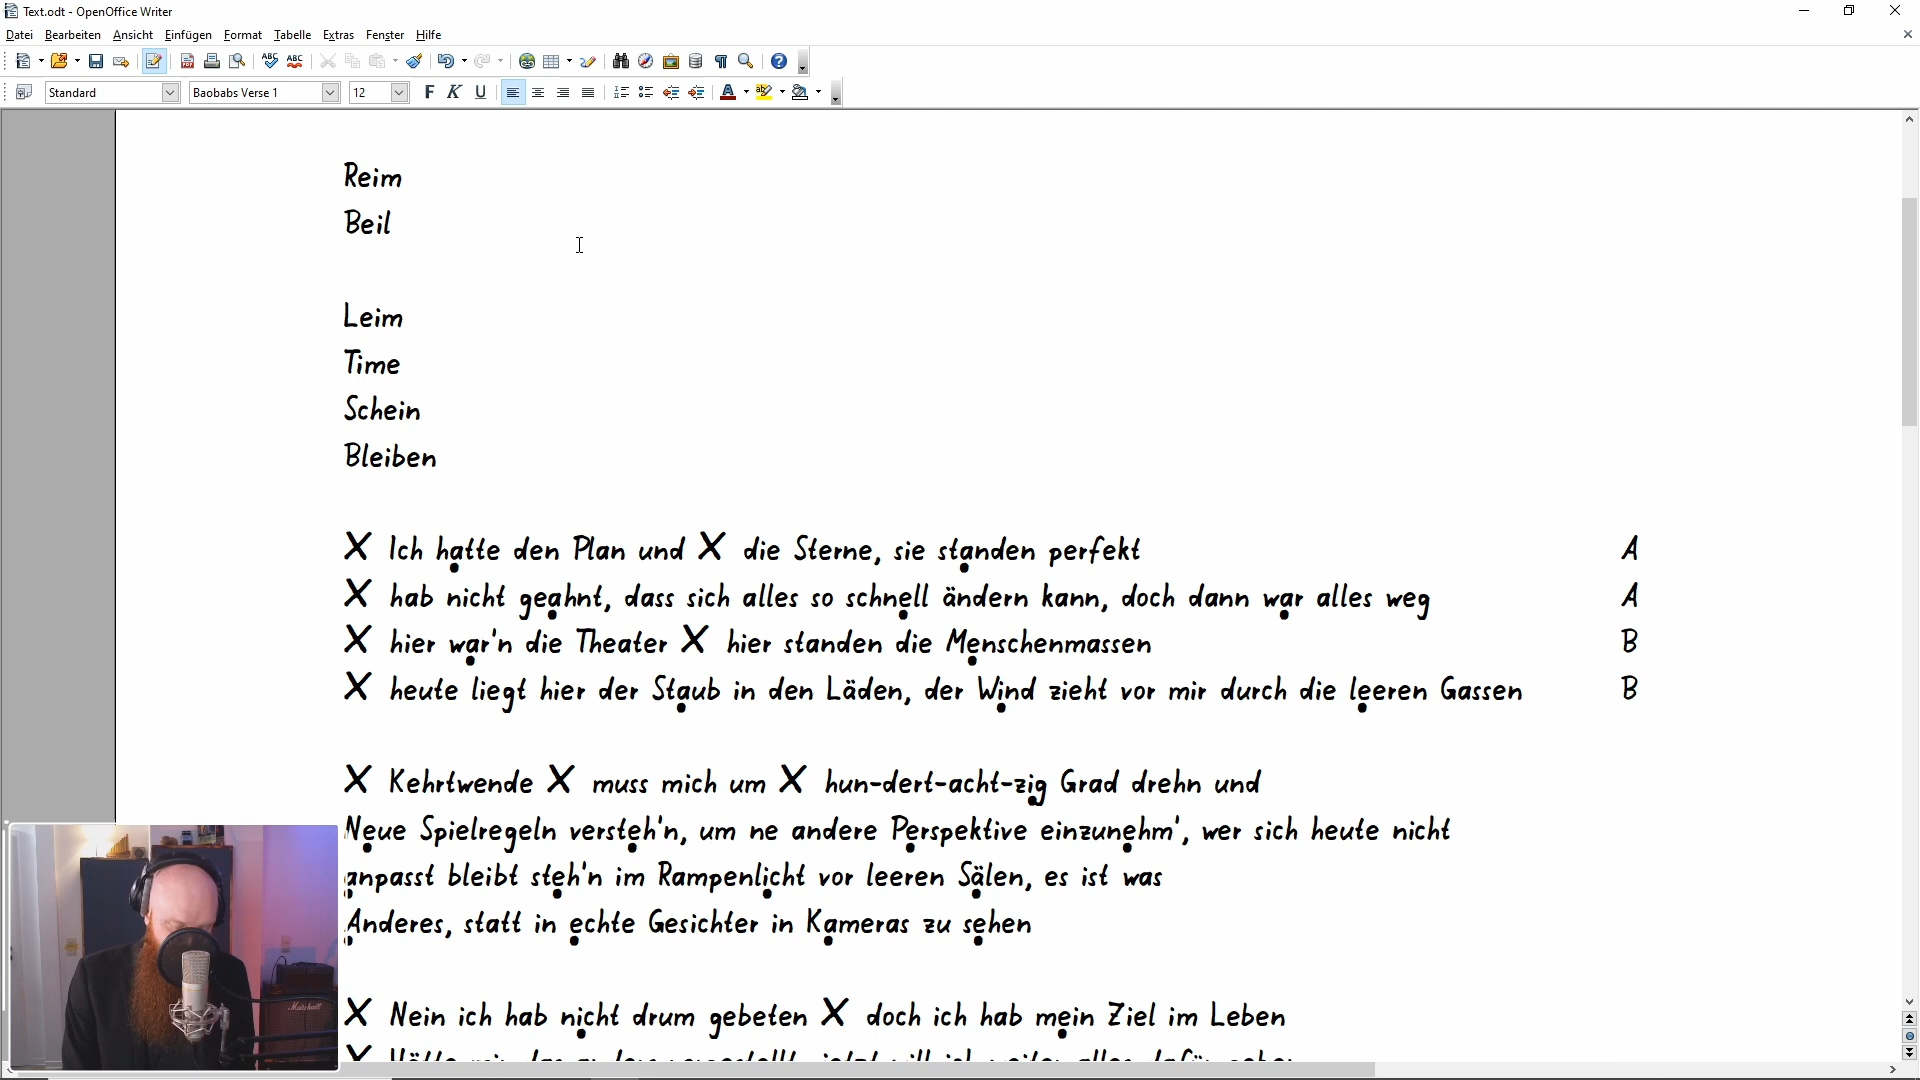 Text.odt - OpenOffice Writer
Datei Bearbeiten Ansicht Einfügen Format Tabelle Extras Fenster Hilfe
Standard Baobabs Verse 1 12 F K U
Reim
Beil
Leim
Time
Schein
Bleiben
X Ich hatte den Plan und X die Sterne, sie standen perfekt A
X hab nicht geahnt, dass sich alles so schnell ändern kann, doch dann war alles weg A
X hier war'n die Theater X hier standen die Menschenmassen B
X heute liegt hier der Staub in den Läden, der Wind zieht vor mir durch die leeren Gassen B
X Kehrtwende X muss mich um X hun-dert-acht-zig Grad drehn und
Neue Spielregeln versteh'n, um ne andere Perspektive einzunehm', wer sich heute nicht
anpasst bleibt steh'n im Rampenlicht vor leeren Sälen, es ist was
Anderes, statt in echte Gesichter in Kameras zu sehen
X Nein ich hab nicht drum gebeten X doch ich hab mein Ziel im Leben
Marshall